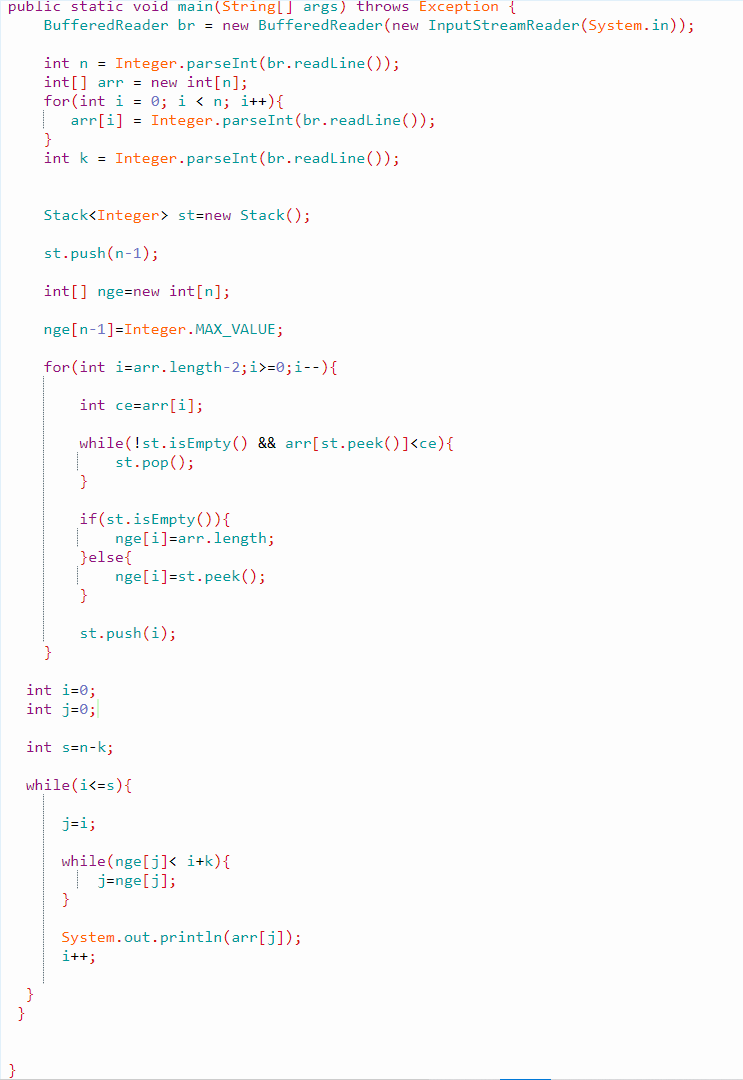 public static void main(String[] args) throws Exception {
    BufferedReader br = new BufferedReader(new InputStreamReader(System.in));
    int n = Integer.parseInt(br.readLine());
    int[] arr = new int[n];
    for(int i = 0; i < n; i++){
       arr[i] = Integer.parseInt(br.readLine());
    }
    int k = Integer.parseInt(br.readLine());
    Stack<Integer> st=new Stack();
    st.push(n-1);
    int[] nge=new int[n];
    nge[n-1]=Integer.MAX_VALUE;
    for(int i=arr.length-2;i>=0;i--){
        int ce=arr[i];
        while(!st.isEmpty() && arr[st.peek()]<ce){
            st.pop();
        }
        if(st.isEmpty()){
            nge[i]=arr.length;
        }else{
            nge[i]=st.peek();
        }
        st.push(i);
    }
  int i=0;
  int j=0;
  int s=n-k;
  while(i<=s){
      j=i;
      while(nge[j]< i+k){
          j=nge[j];
      }
      System.out.println(arr[j]);
      i++;
  }
 }
}